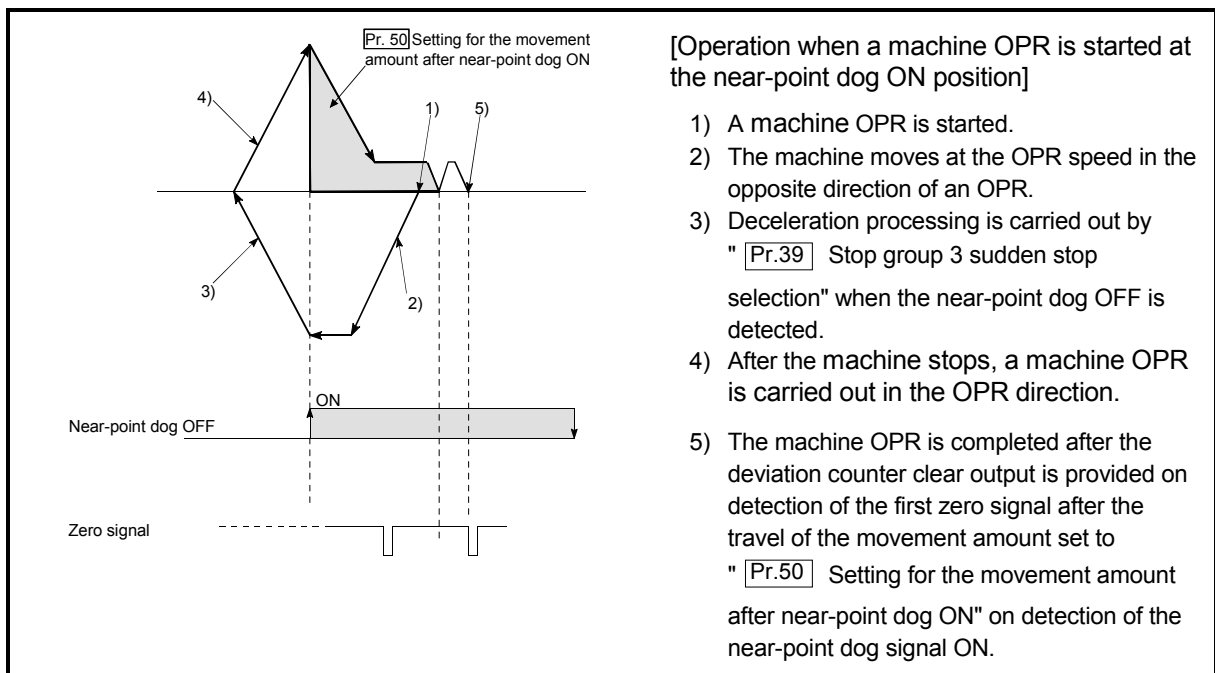 Pr. 50 Setting for the movement
amount after near-point dog ON
4)
1)
5)
3)
2)
ON
Near-point dog OFF
Zero signal
[Operation when a machine OPR is started at
the near-point dog ON position]
1) A machine OPR is started.
2) The machine moves at the OPR speed in the
opposite direction of an OPR.
3) Deceleration processing is carried out by
" Pr.39 Stop group 3 sudden stop
selection" when the near-point dog OFF is
detected.
4) After the machine stops, a machine OPR
is carried out in the OPR direction.
5) The machine OPR is completed after the
deviation counter clear output is provided on
detection of the first zero signal after the
travel of the movement amount set to
" Pr.50 Setting for the movement amount
after near-point dog ON" on detection of the
near-point dog signal ON.